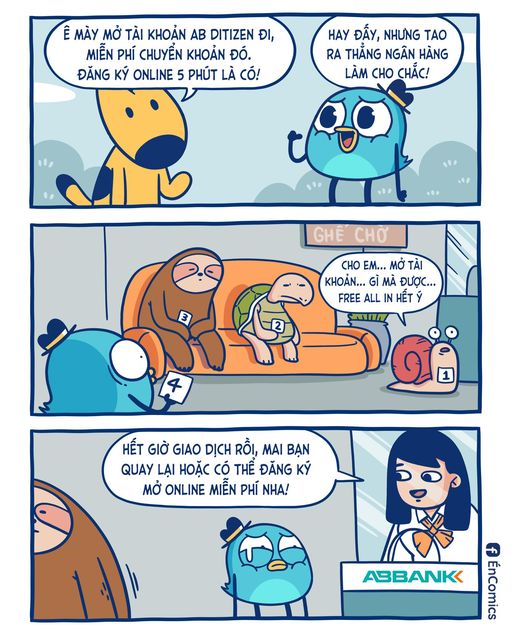 Ê MÀY MỞ TÀI KHOẢN AB DITIZEN ĐI,
MIỄN PHÍ CHUYỂN KHOẢN ĐÓ.
ĐĂNG KÝ ONLINE 5 PHÚT LÀ CÓ!
HAY ĐẤY, NHƯNG TAO
RA THẲNG NGÂN HÀNG
LÀM CHO CHẮC!
GHẾ CHỜ
CHO EM... MỞ TÀI
KHOẢN... GÌ MÀ ĐƯỢC...
FREE ALL IN HẾT Ý
3
2
1
4
HẾT GIỜ GIAO DỊCH RỒI, MAI BẠN
QUAY LẠI HOẶC CÓ THỂ ĐĂNG KÝ
MỞ ONLINE MIỄN PHÍ NHA!
ABBANK
ÉnComics